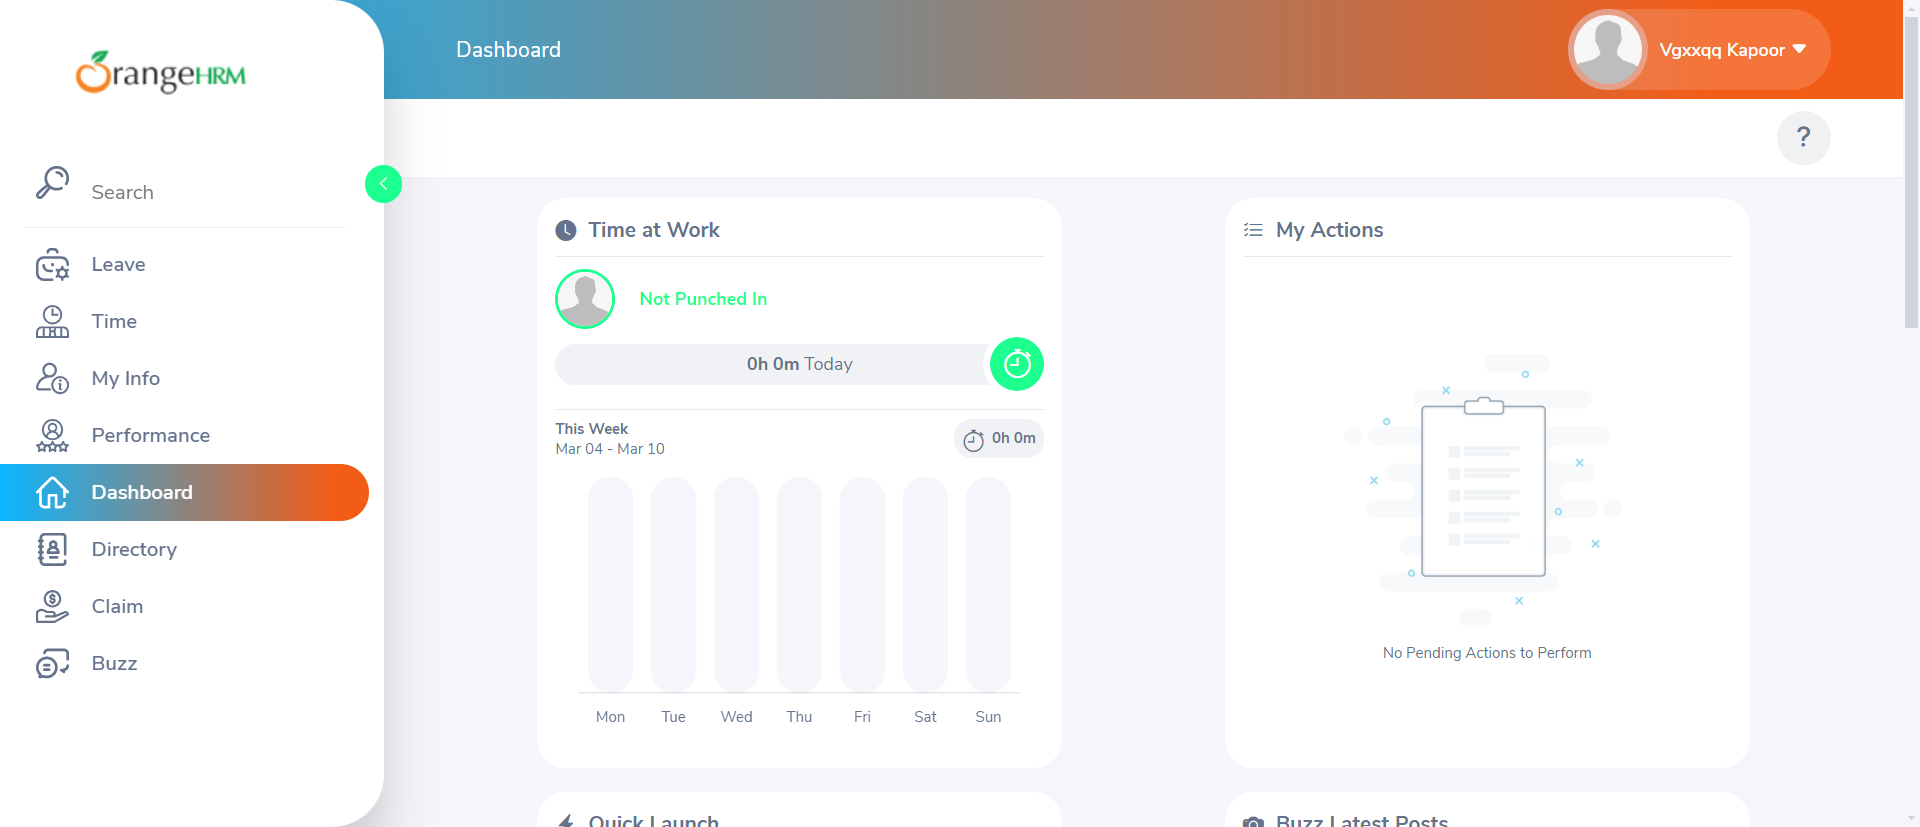 OrangeHRM
Search
Leave
Time
My Info
Performance
Dashboard
Directory
Claim
Buzz
Dashboard
Vgxxqq Kapoor
?
Time at Work
Not Punched In
0h 0m Today
This Week
Mar 04 - Mar 10
0h 0m
Mon Tue Wed Thu Fri Sat Sun
My Actions
No Pending Actions to Perform
Quick Launch
Buzz Latest Posts